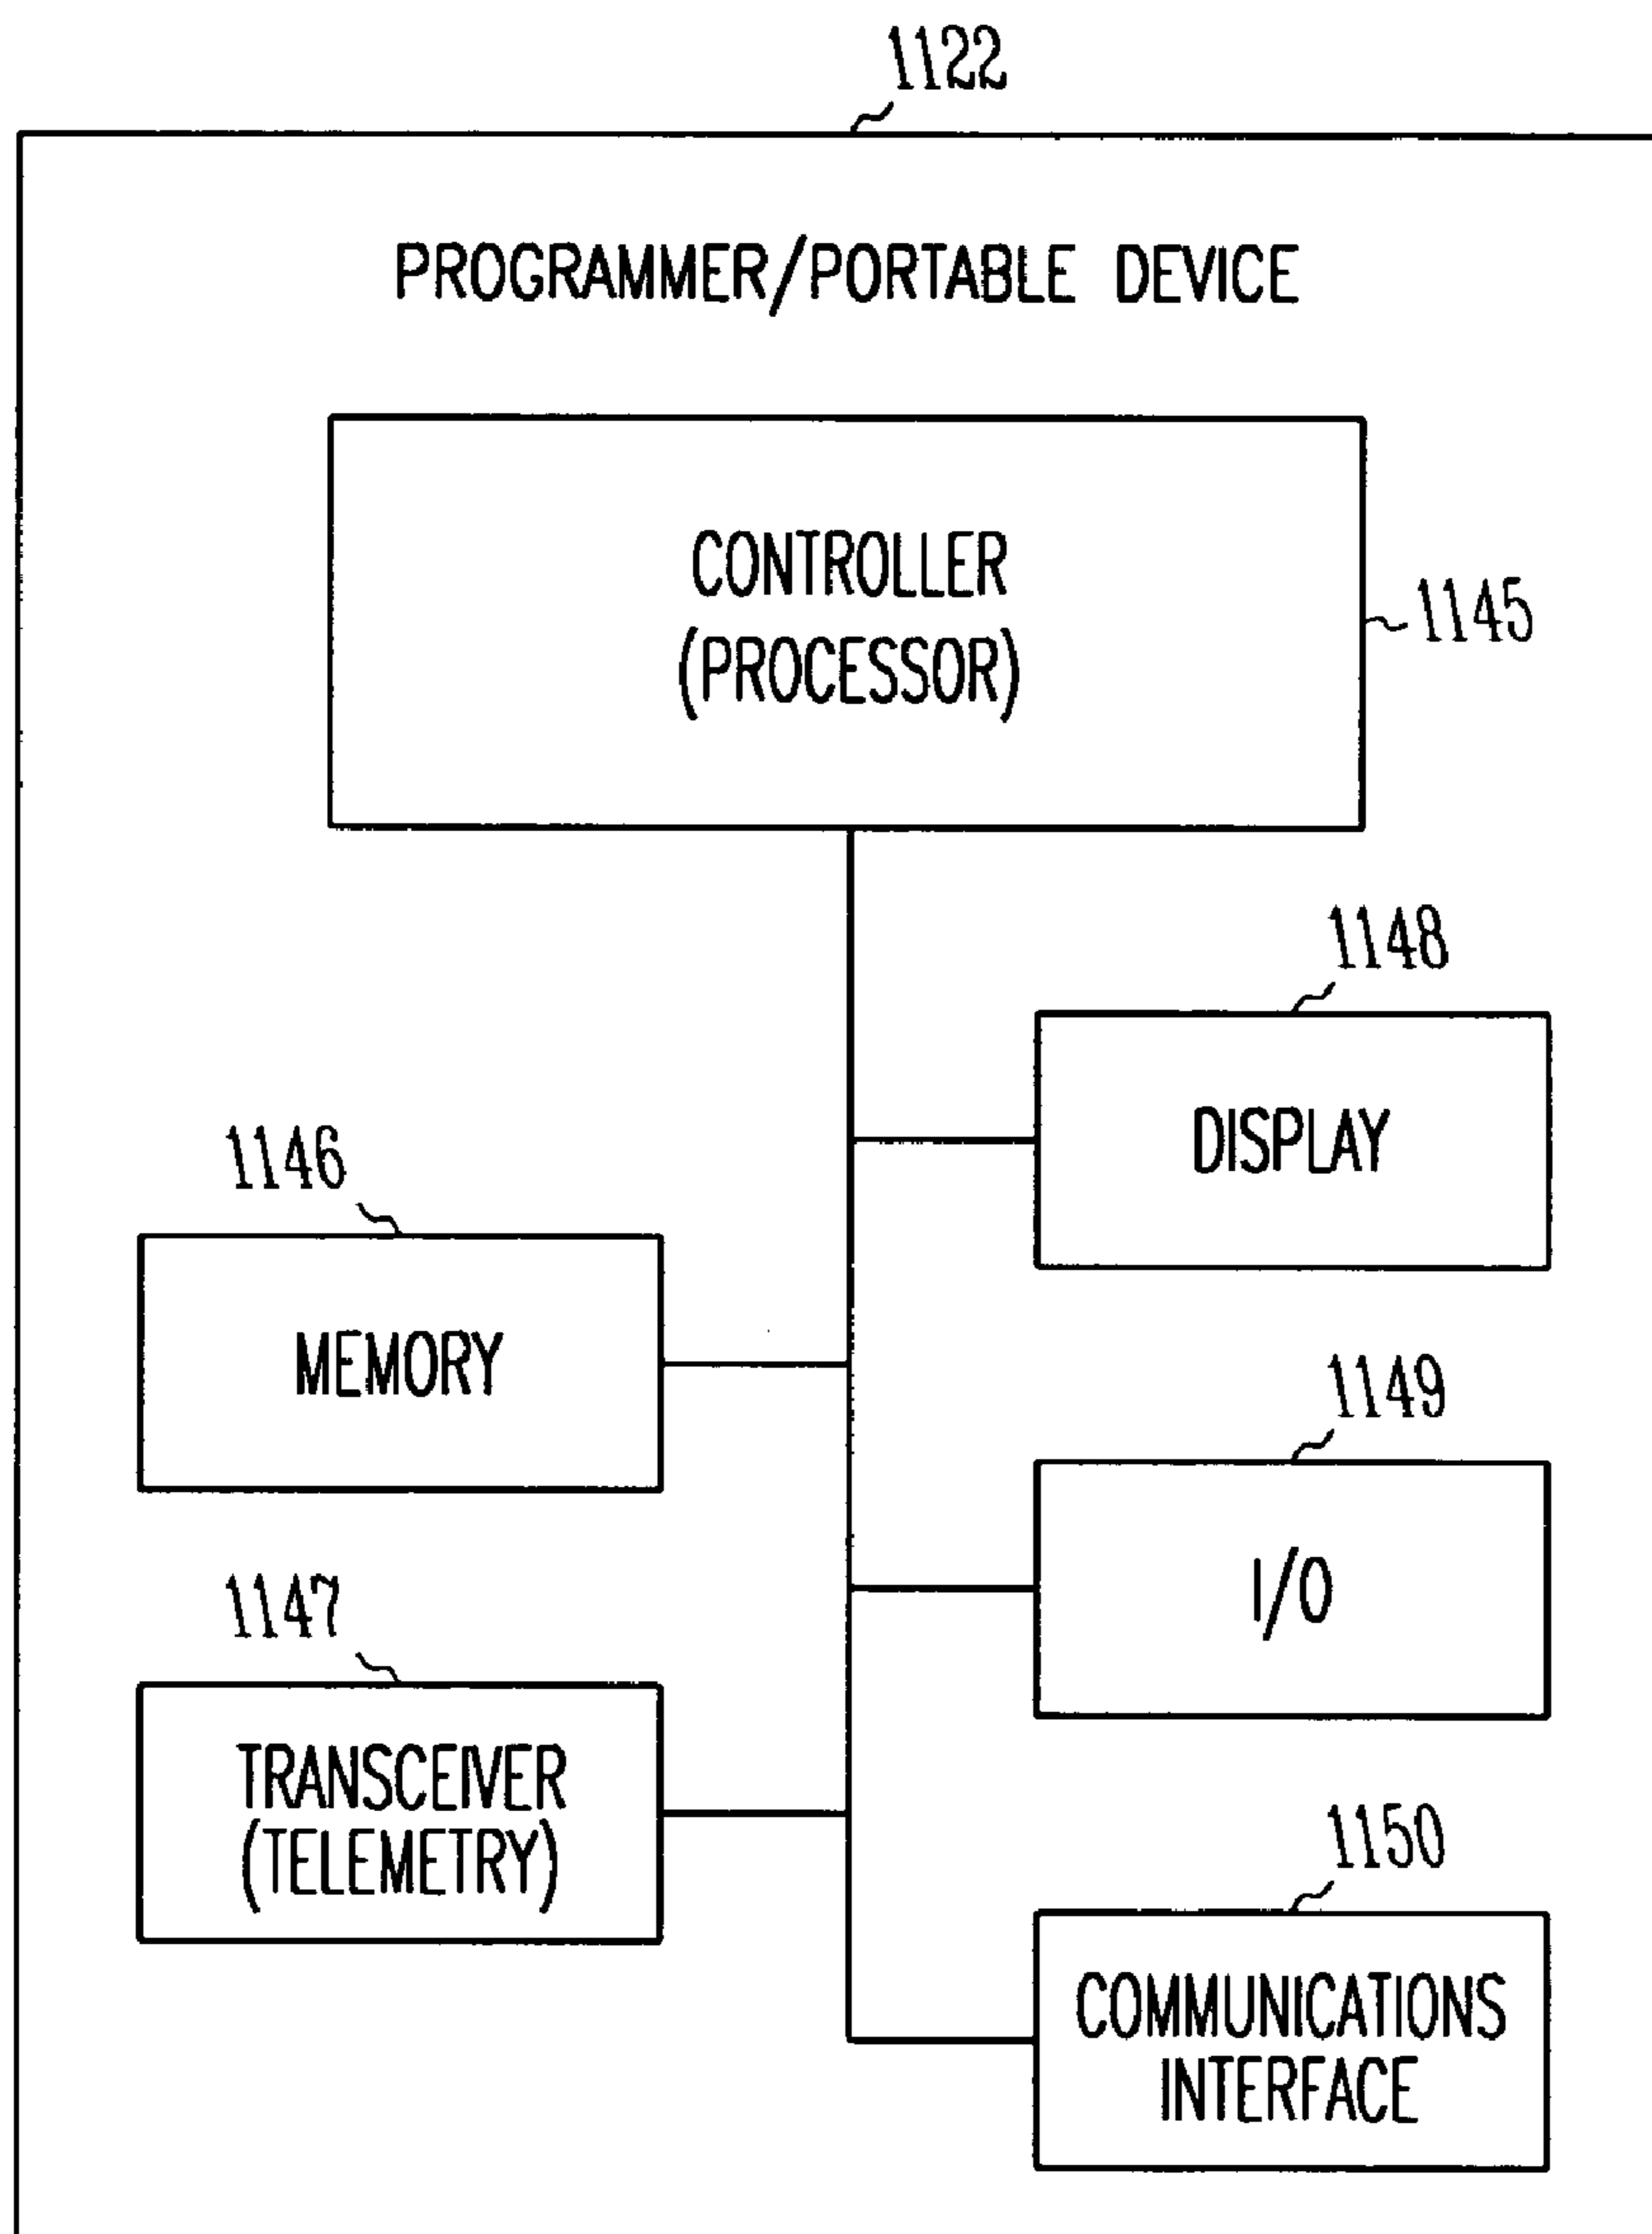 1122
PROGRAMMER/PORTABLE DEVICE
CONTROLLER
(PROCESSOR)
1145
1148
DISPLAY
1146
MEMORY
1149
I/O
1147
TRANSCEIVER
(TELEMETRY)
1150
COMMUNICATIONS
INTERFACE